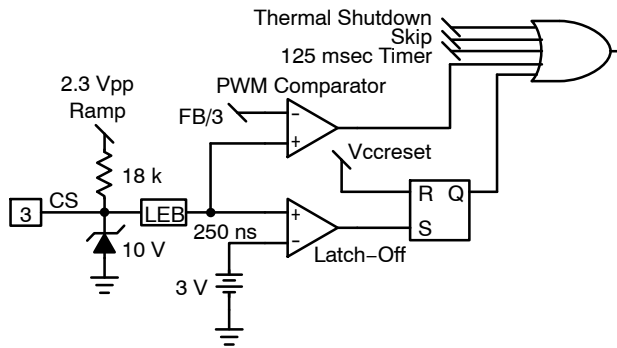 Thermal Shutdown
Skip
125 msec Timer
2.3 Vpp
Ramp
PWM Comparator
FB/3
−
+
18 k
Vccreset
3
CS
LEB
R Q
S
250 ns
+
−
10 V
Latch−Off
3 V